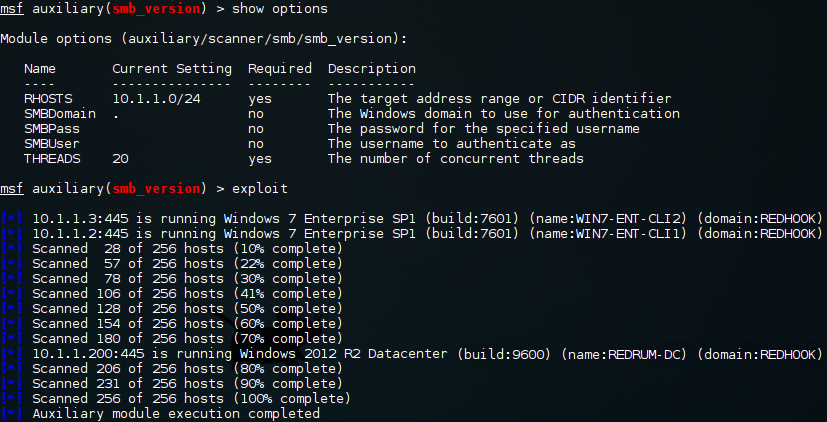 msf auxiliary(smb_version) > show options
Module options (auxiliary/scanner/smb/smb_version):
Name Current Setting Required Description
---- --------------- -------- -----------
RHOSTS 10.1.1.0/24 yes The target address range or CIDR identifier
SMBDomain . no The Windows domain to use for authentication
SMBPass no The password for the specified username
SMBUser no The username to authenticate as
THREADS 20 yes The number of concurrent threads
msf auxiliary(smb_version) > exploit
[*] 10.1.1.3:445 is running Windows 7 Enterprise SP1 (build:7601) (name:WIN7-ENT-CLI2) (domain:REDHOOK)
[*] 10.1.1.2:445 is running Windows 7 Enterprise SP1 (build:7601) (name:WIN7-ENT-CLI1) (domain:REDHOOK)
[*] Scanned 28 of 256 hosts (10% complete)
[*] Scanned 57 of 256 hosts (22% complete)
[*] Scanned 78 of 256 hosts (30% complete)
[*] Scanned 106 of 256 hosts (41% complete)
[*] Scanned 128 of 256 hosts (50% complete)
[*] Scanned 154 of 256 hosts (60% complete)
[*] Scanned 180 of 256 hosts (70% complete)
[*] 10.1.1.200:445 is running Windows 2012 R2 Datacenter (build:9600) (name:REDRUM-DC) (domain:REDHOOK)
[*] Scanned 206 of 256 hosts (80% complete)
[*] Scanned 231 of 256 hosts (90% complete)
[*] Scanned 256 of 256 hosts (100% complete)
[*] Auxiliary module execution completed